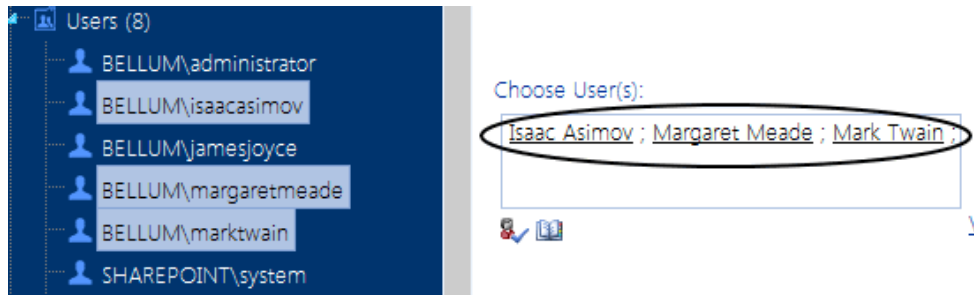 Users (8)
BELLUM\administrator
BELLUM\isaacasimov
BELLUM\jamesjoyce
BELLUM\margaretmeade
BELLUM\marktwain
SHAREPOINT\system
Choose User(s):
Isaac Asimov ; Margaret Meade ; Mark Twain ;